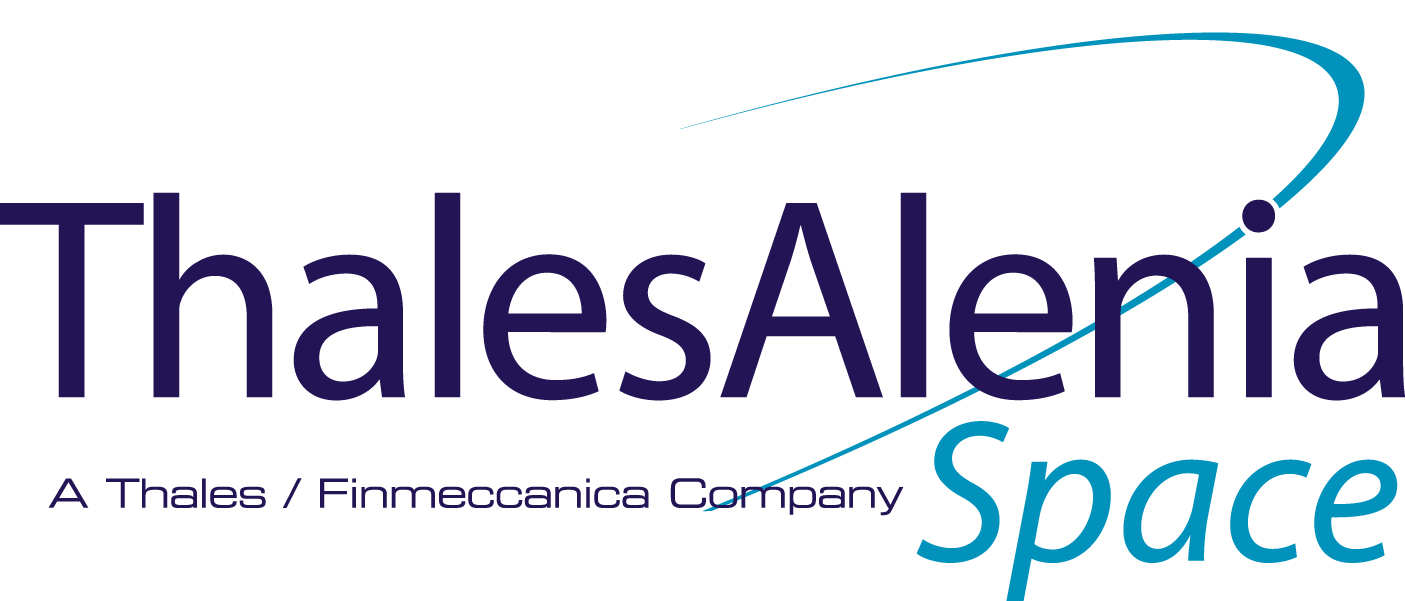 ThalesAlenia
Space
A Thales / Finmeccanica Company